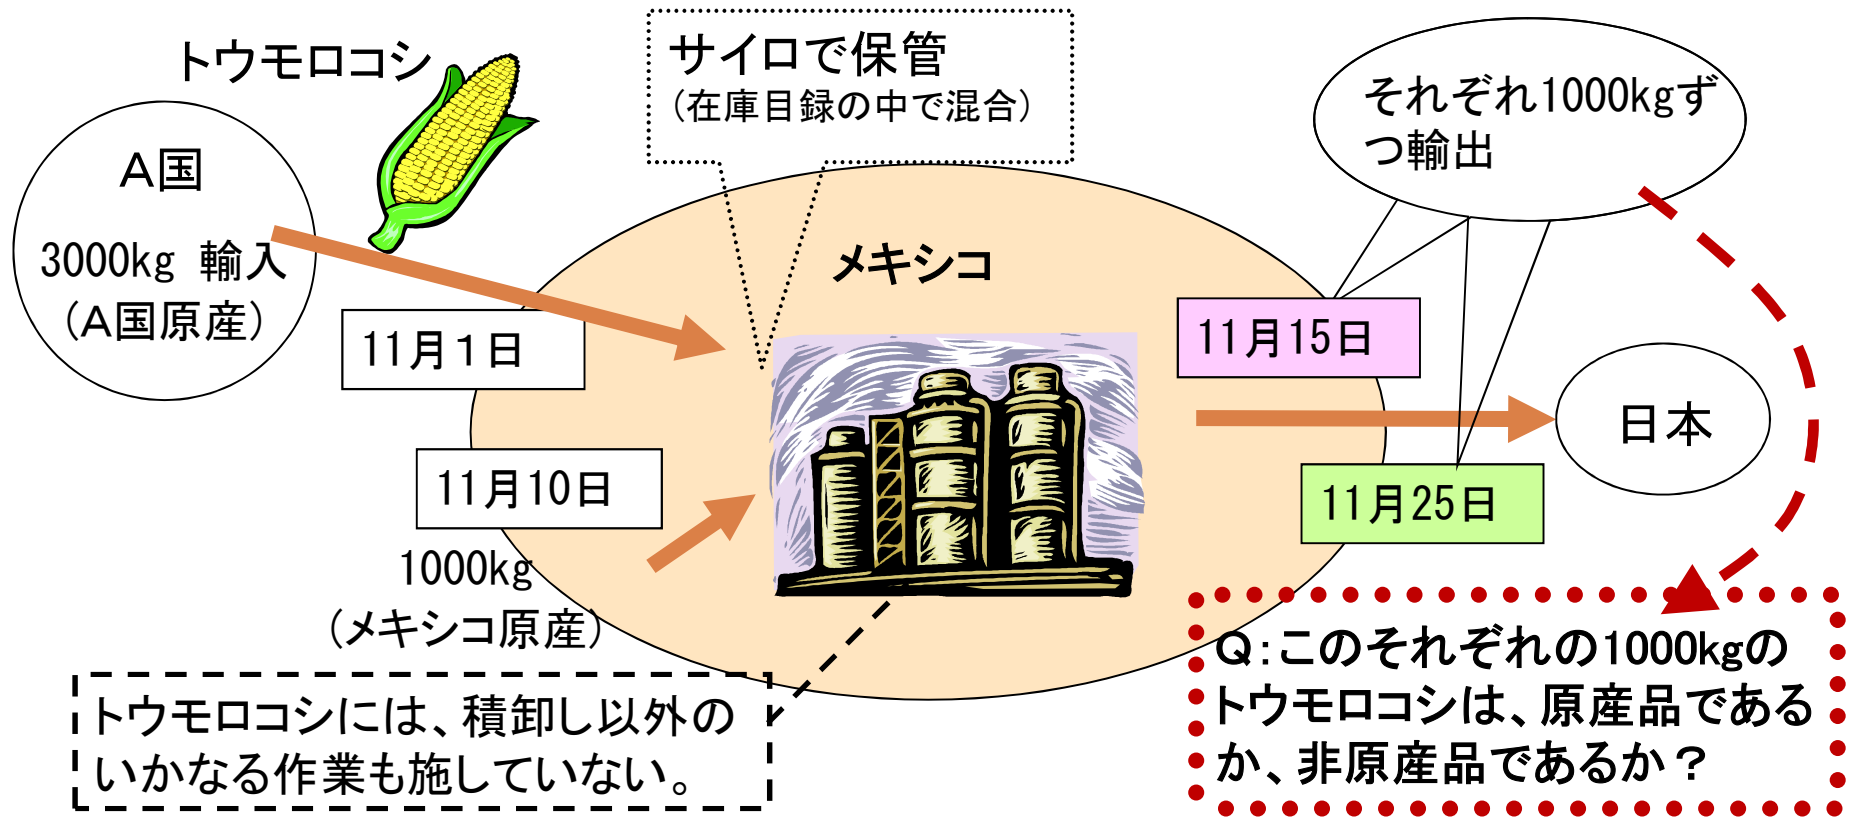 トウモロコシ
A国
3000kg 輸入
(A国原産)
サイロで保管
(在庫目録の中で混合)
それぞれ1000kgず
つ輸出
メキシコ
11月1日
11月10日
1000kg
(メキシコ原産)
11月15日
11月25日
日本
トウモロコシには、積卸し以外の
いかなる作業も施していない。
Q:このそれぞれの1000kgの
トウモロコシは、原産品である
か、非原産品であるか?